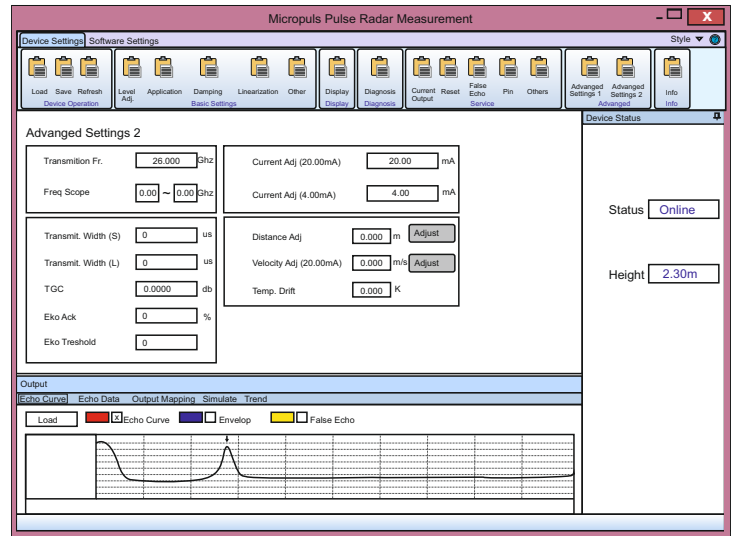 Micropuls Pulse Radar Measurement
X
Device Settings Software Settings
Style
Load Save Refresh
Device Operation
Level Adj. Application Damping Linearization Other
Basic Settings
Display
Display
Diagnosis
Diagnosis
Current Output Reset False Echo Pin Others
Service
Advanged Settings 1 Advanged Settings 2
Advanged
Info
Info
Device Status
Advanged Settings 2
Transmition Fr. 26.000 Ghz
Freq Scope 0.00 ~ 0.00 Ghz
Current Adj (20.00mA) 20.00 mA
Current Adj (4.00mA) 4.00 mA
Transmit. Width (S) 0 us
Transmit. Width (L) 0 us
TGC 0.0000 db
Eko Ack 0 %
Eko Treshold 0
Distance Adj 0.000 m Adjust
Velocity Adj (20.00mA) 0.000 m/s Adjust
Temp. Drift 0.000 K
Status Online
Height 2.30m
Output
Echo Curve Echo Data Output Mapping Simulate Trend
Load X Echo Curve Envelop False Echo